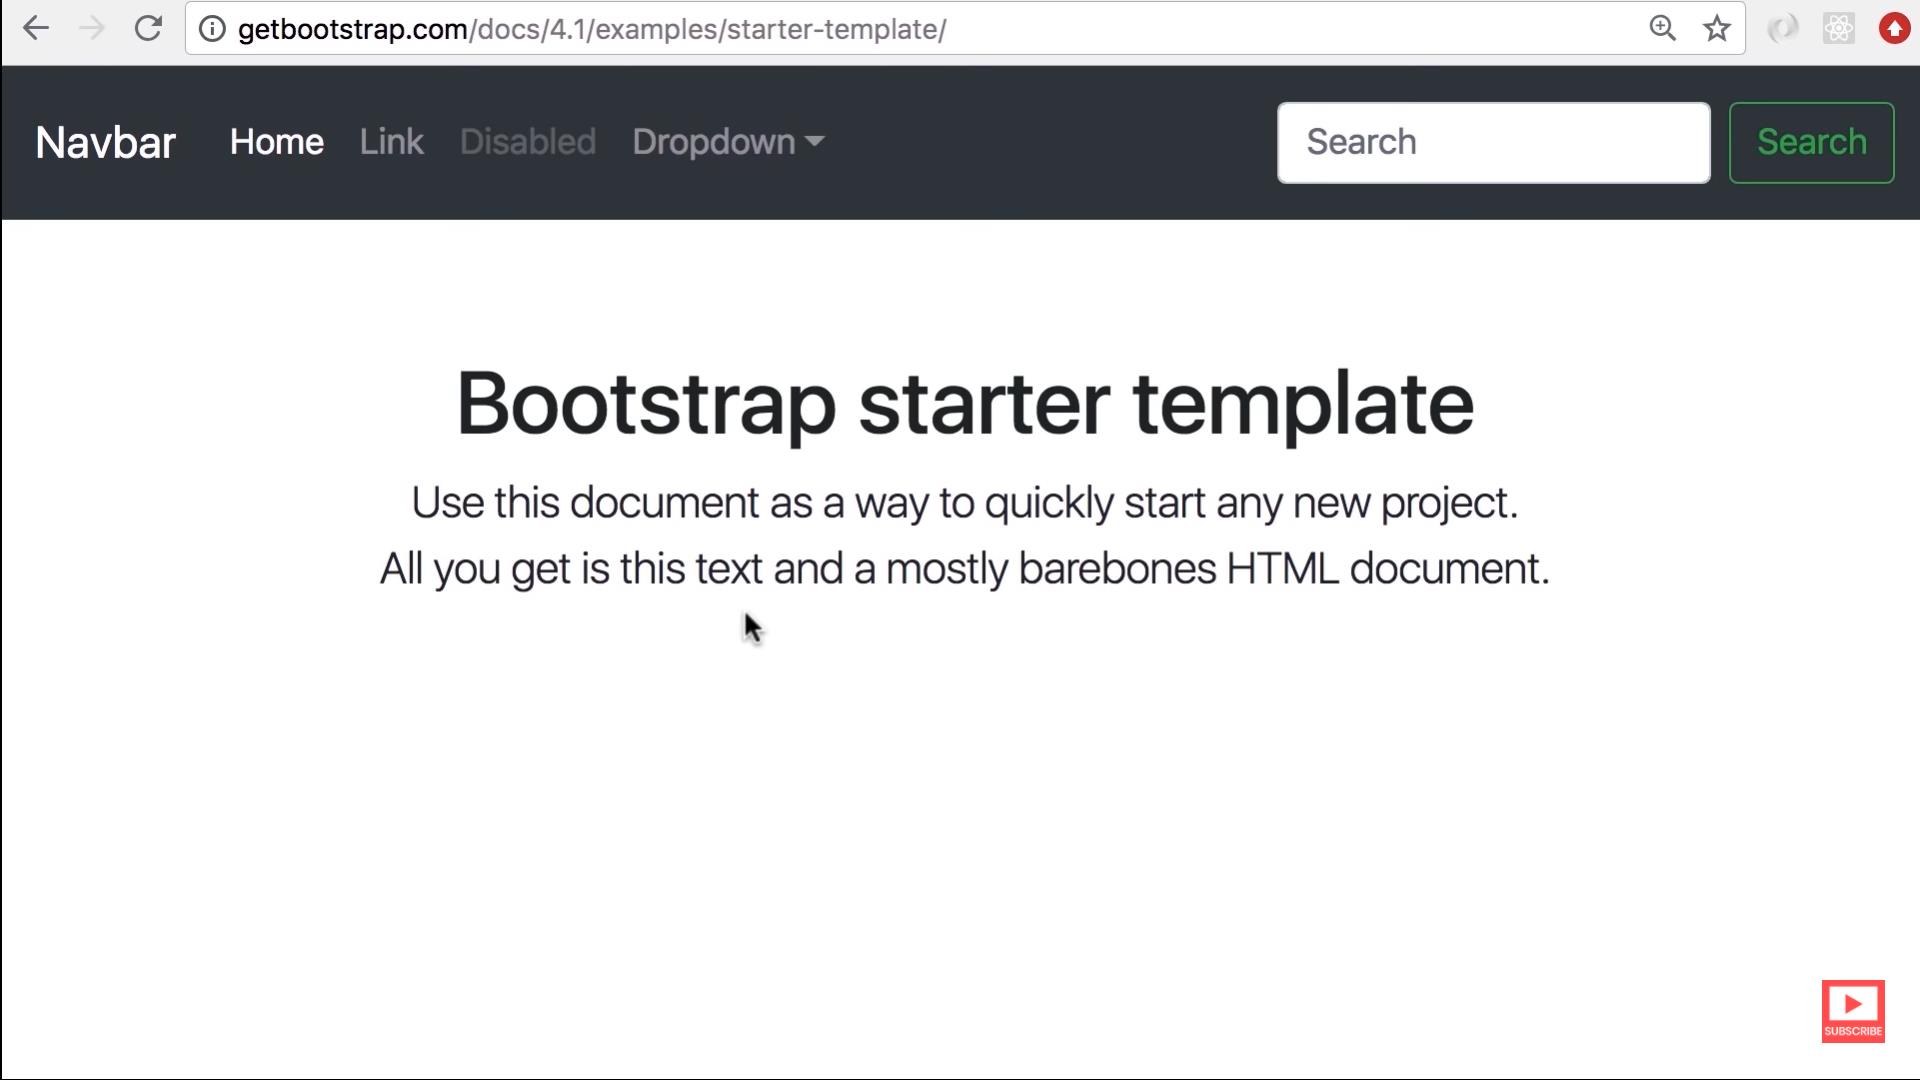 getbootstrap.com/docs/4.1/examples/starter-template/
Navbar Home Link Disabled Dropdown Search Search
Bootstrap starter template
Use this document as a way to quickly start any new project.
All you get is this text and a mostly barebones HTML document.
SUBSCRIBE